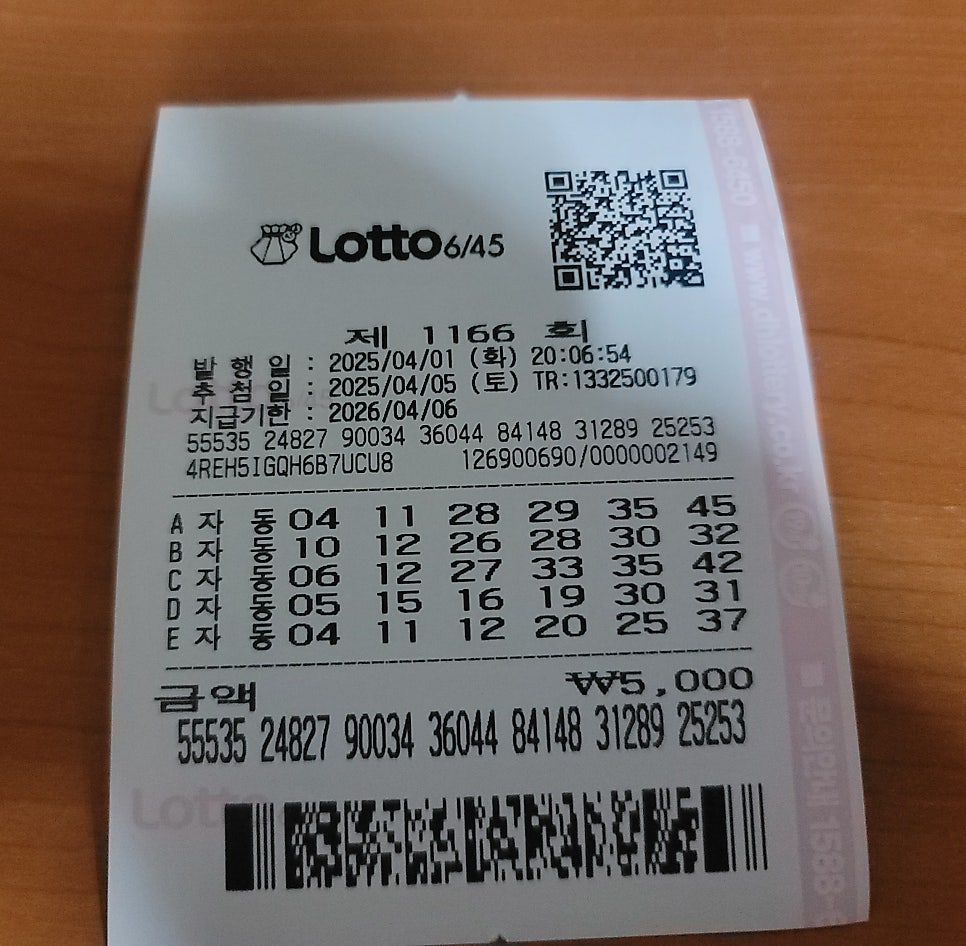 Lotto 6/45
제 1166 회
발 행 일 : 2025/04/01 (화) 20:06:54
추 첨 일 : 2025/04/05 (토) TR:1332500179
지급기한 : 2026/04/06
55535 24827 90034 36044 84148 31289 25253
4REH5IGQH6B7UCU8 126900690/0000002149
A 자 동 04 11 28 29 35 45
B 자 동 10 12 26 28 30 32
C 자 동 06 12 27 33 35 42
D 자 동 05 15 16 19 30 31
E 자 동 04 11 12 20 25 37
금액 ₩₩5,000
55535 24827 90034 36044 84148 31289 25253
Lotto
Lotto
www.dhlottery.co.kr